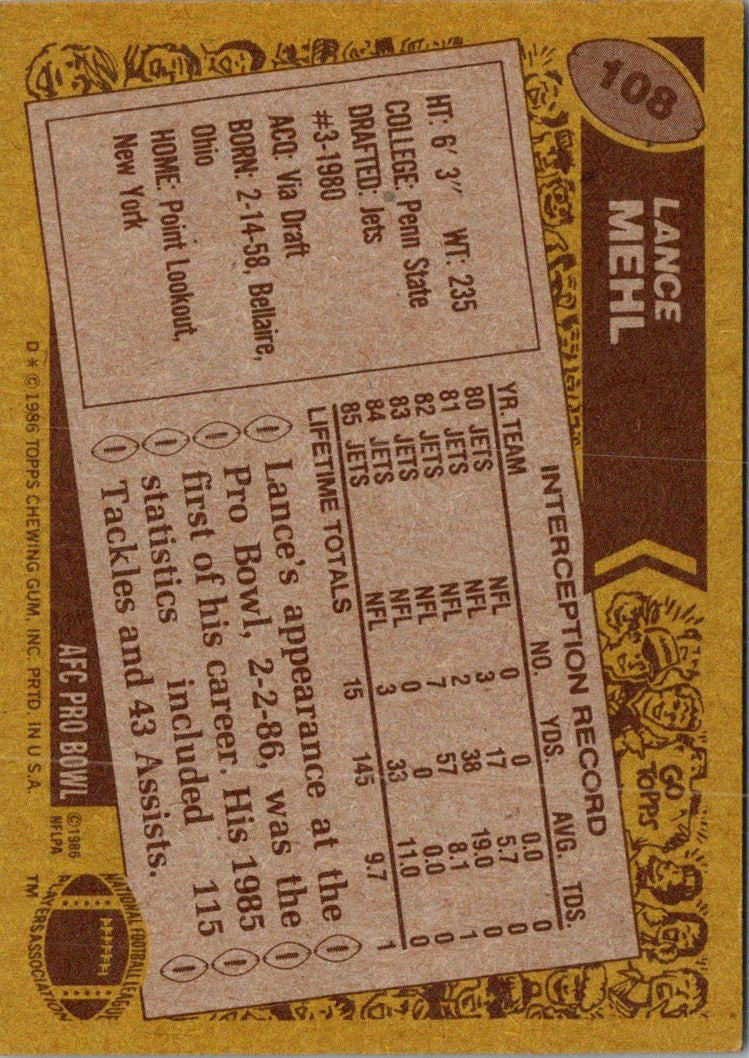 108
LANCE
MEHL
GO
TOPPS
HT: 6' 3" WT: 235
COLLEGE: Penn State
DRAFTED: Jets
#3-1980
ACQ: Via Draft
BORN: 2-14-58, Bellaire,
Ohio
HOME: Point Lookout,
New York
INTERCEPTION RECORD
YR. TEAM NO. YDS. AVG. TDS.
80 JETS NFL 0 0 0.0 0
81 JETS NFL 3 17 5.7 0
82 JETS NFL 2 38 19.0 0
83 JETS NFL 7 57 8.1 1
84 JETS NFL 0 0 0.0 0
85 JETS NFL 3 33 11.0 0
LIFETIME TOTALS 15 145 9.7 1
Lance's appearance at the
Pro Bowl, 2-2-86, was the
first of his career. His 1985
statistics included 115
Tackles and 43 Assists.
AFC PRO BOWL
D * © 1986 TOPPS CHEWING GUM, INC. PRTD. IN U.S.A.
©1986
NFLPA
NATIONAL FOOTBALL LEAGUE
PLAYERS ASSOCIATION
TM